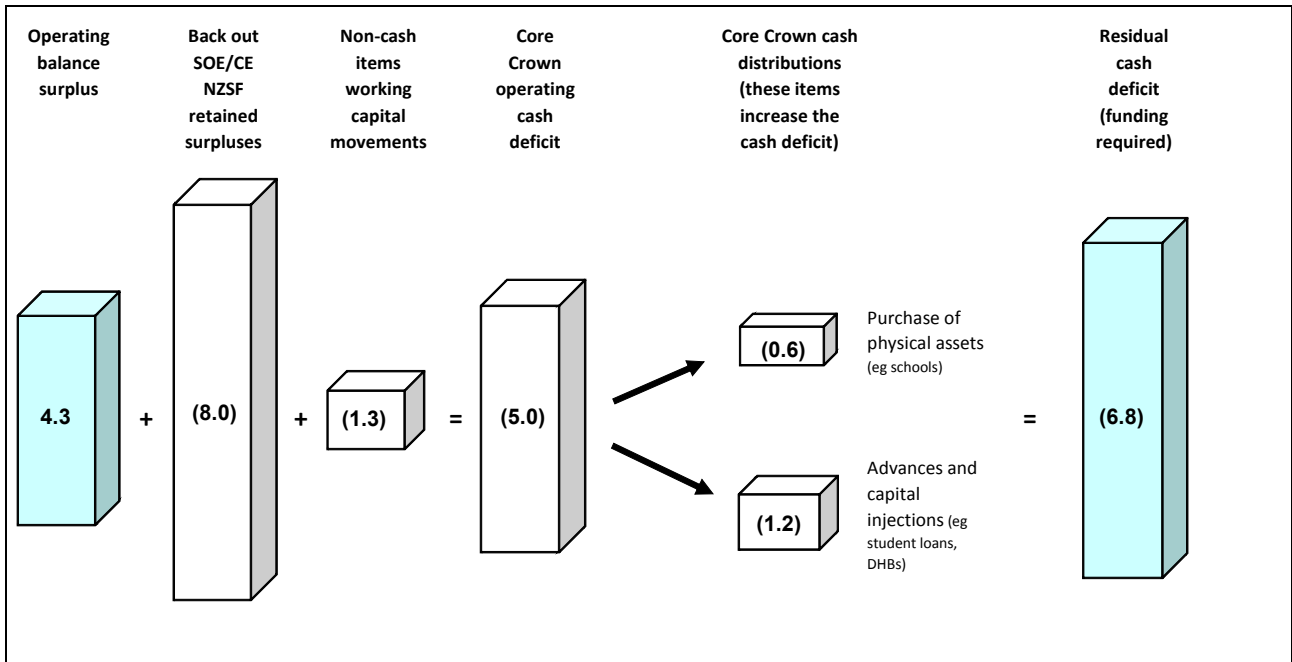 Operating
balance
surplus
Back out
SOE/CE
NZSF
retained
surpluses
Non-cash
items
working
capital
movements
Core
Crown
operating
cash
deficit
Core Crown cash
distributions
(these items
increase the
cash deficit)
Residual
cash
deficit
(funding
required)
4.3
+
(8.0)
+
(1.3)
=
(5.0)
(0.6)
Purchase of
physical assets
(eg schools)
(1.2)
Advances and
capital
injections (eg
student loans,
DHBs)
=
(6.8)